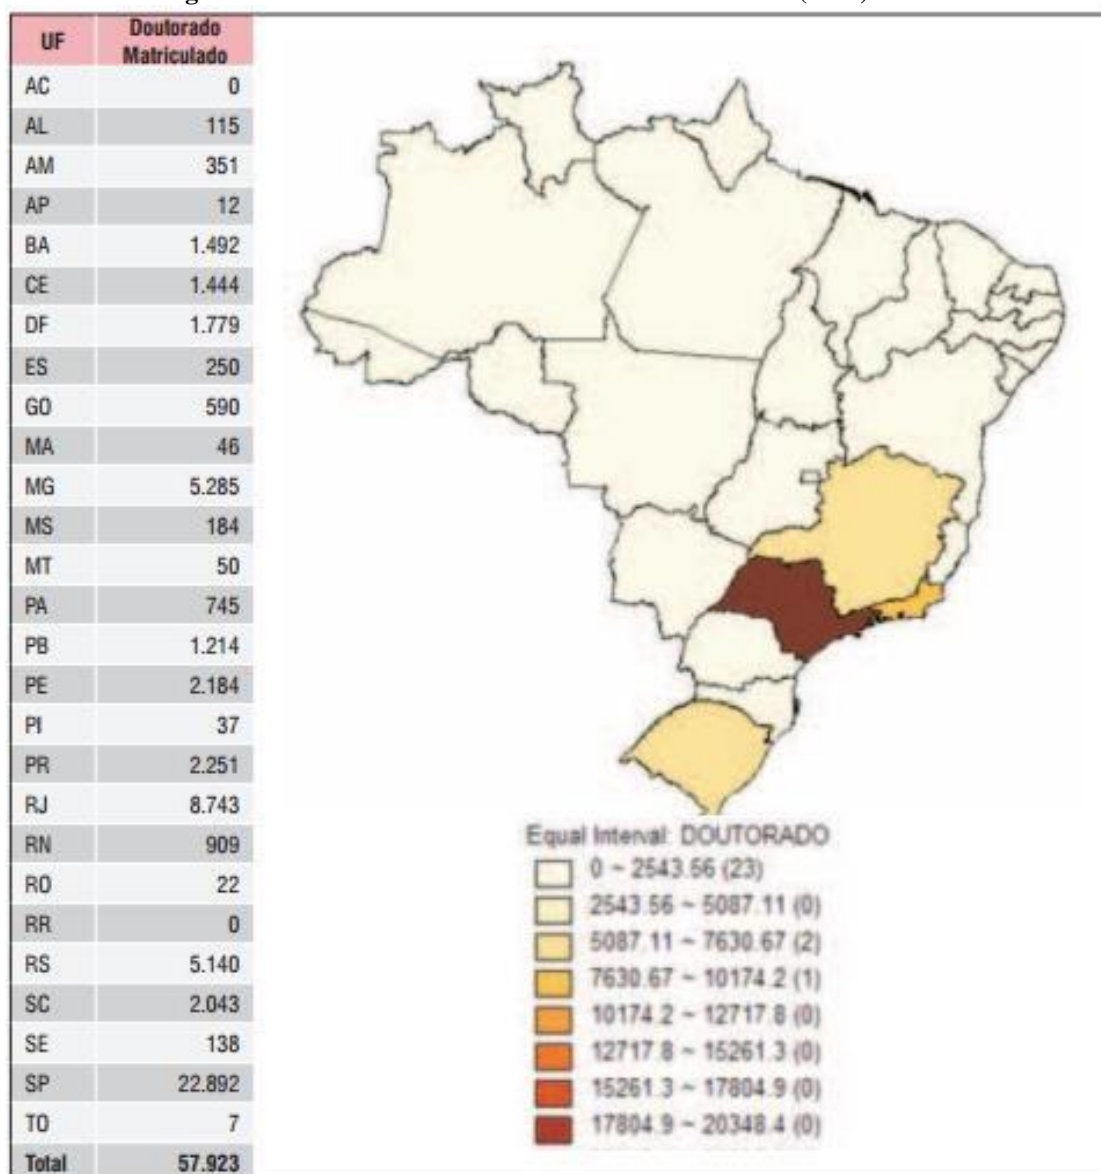 UF Doutorado Matriculado
AC 0
AL 115
AM 351
AP 12
BA 1.492
CE 1.444
DF 1.779
ES 250
GO 590
MA 46
MG 5.285
MS 184
MT 50
PA 745
PB 1.214
PE 2.184
PI 37
PR 2.251
RJ 8.743
RN 909
RO 22
RR 0
RS 5.140
SC 2.043
SE 138
SP 22.892
TO 7
Total 57.923
Equal Interval: DOUTORADO
0 ~ 2543.56 (23)
2543.56 ~ 5087.11 (0)
5087.11 ~ 7630.67 (2)
7630.67 ~ 10174.2 (1)
10174.2 ~ 12717.8 (0)
12717.8 ~ 15261.3 (0)
15261.3 ~ 17804.9 (0)
17804.9 ~ 20348.4 (0)